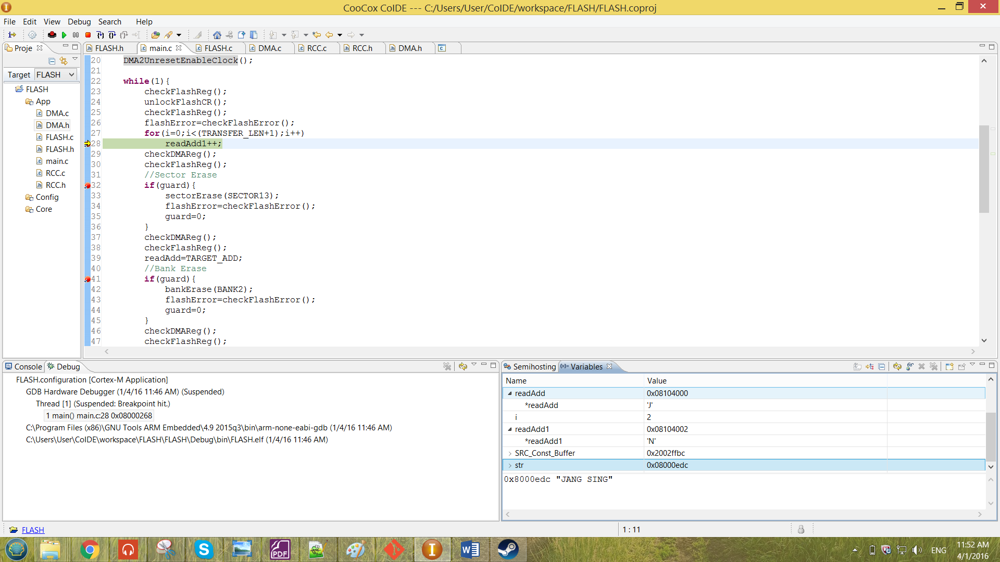 CooCox CoIDE --- C:/Users/User/CoIDE/workspace/FLASH/FLASH.coproj
File Edit View Debug Search Help
Proje
FLASH.h main.c FLASH.c DMA.c RCC.c RCC.h DMA.h
Target FLASH
FLASH
App
DMA.c
DMA.h
FLASH.c
FLASH.h
main.c
RCC.c
RCC.h
Config
Core
20 DMA2UnresetEnableClock();
21
22 while(1){
23 checkFlashReg();
24 unlockFlashCR();
25 checkFlashReg();
26 flashError=checkFlashError();
27 for(i=0;i<(TRANSFER_LEN+1);i++)
28 readAdd1++;
29 checkDMAReg();
30 checkFlashReg();
31 //Sector Erase
32 if(guard){
33 sectorErase(SECTOR13);
34 flashError=checkFlashError();
35 guard=0;
36 }
37 checkDMAReg();
38 checkFlashReg();
39 readAdd=TARGET_ADD;
40 //Bank Erase
41 if(guard){
42 bankErase(BANK2);
43 flashError=checkFlashError();
44 guard=0;
45 }
46 checkDMAReg();
47 checkFlashReg();
Console Debug
FLASH.configuration [Cortex-M Application]
GDB Hardware Debugger (1/4/16 11:46 AM) (Suspended)
Thread [1] (Suspended: Breakpoint hit.)
1 main() main.c:28 0x08000268
C:\Program Files (x86)\GNU Tools ARM Embedded\4.9 2015q3\bin\arm-none-eabi-gdb (1/4/16 11:46 AM)
C:\Users\User\CoIDE\workspace\FLASH\FLASH\Debug\bin\FLASH.elf (1/4/16 11:46 AM)
Semihosting Variables
Name Value
readAdd 0x08104000
*readAdd 'J'
i 2
readAdd1 0x08104002
*readAdd1 'N'
SRC_Const_Buffer 0x2002ffbc
str 0x08000edc
0x8000edc "JANG SING"
FLASH
1 : 11
PDF
ENG
11:52 AM
4/1/2016